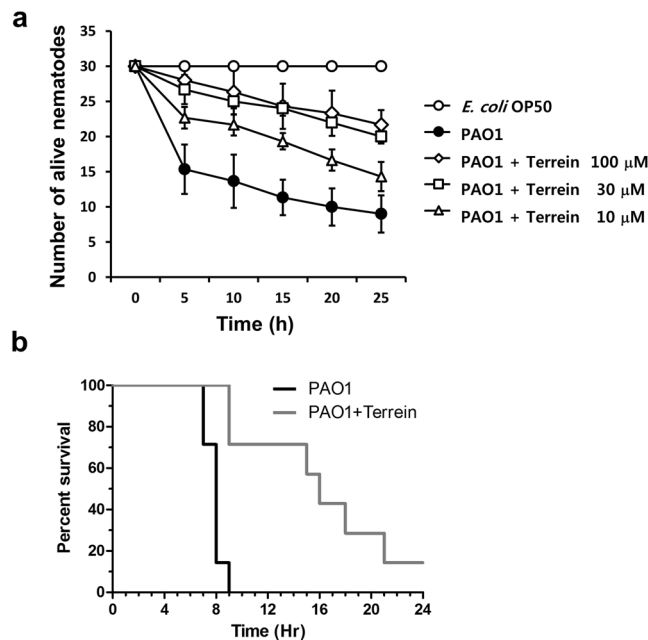 a
Number of alive nematodes
35
30
25
20
15
10
5
0
0 5 10 15 20 25
Time (h)
E. coli OP50
PAO1
PAO1 + Terrein 100 μM
PAO1 + Terrein 30 μM
PAO1 + Terrein 10 μM
b
Percent survival
100
80
60
40
20
0
0 4 8 12 16 20 24
Time (Hr)
PAO1
PAO1+Terrein